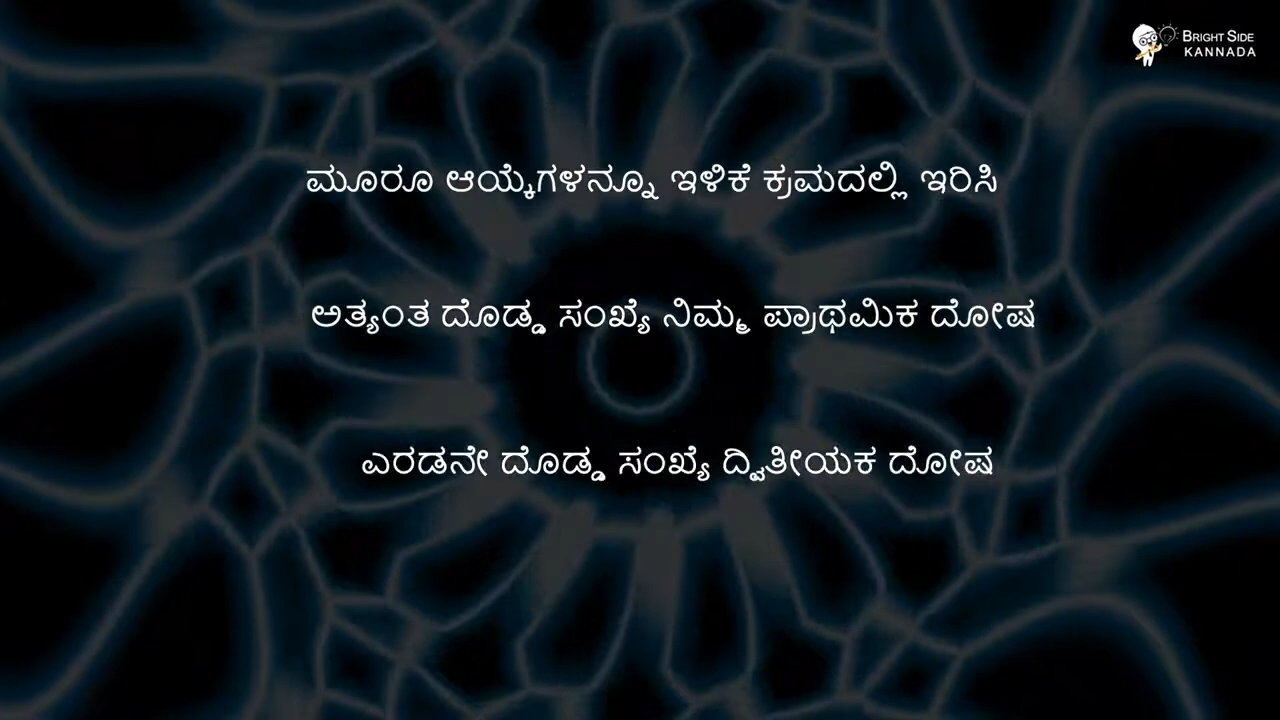 BRIGHT SIDE
KANNADA
ಮೂರೂ ಆಯ್ಕೆಗಳನ್ನೂ ಇಳಿಕೆ ಕ್ರಮದಲ್ಲಿ ಇರಿಸಿ
ಅತ್ಯಂತ ದೊಡ್ಡ ಸಂಖ್ಯೆ ನಿಮ್ಮ ಪ್ರಾಥಮಿಕ ದೋಷ
ಎರಡನೇ ದೊಡ್ಡ ಸಂಖ್ಯೆ ದ್ವಿತೀಯಕ ದೋಷ